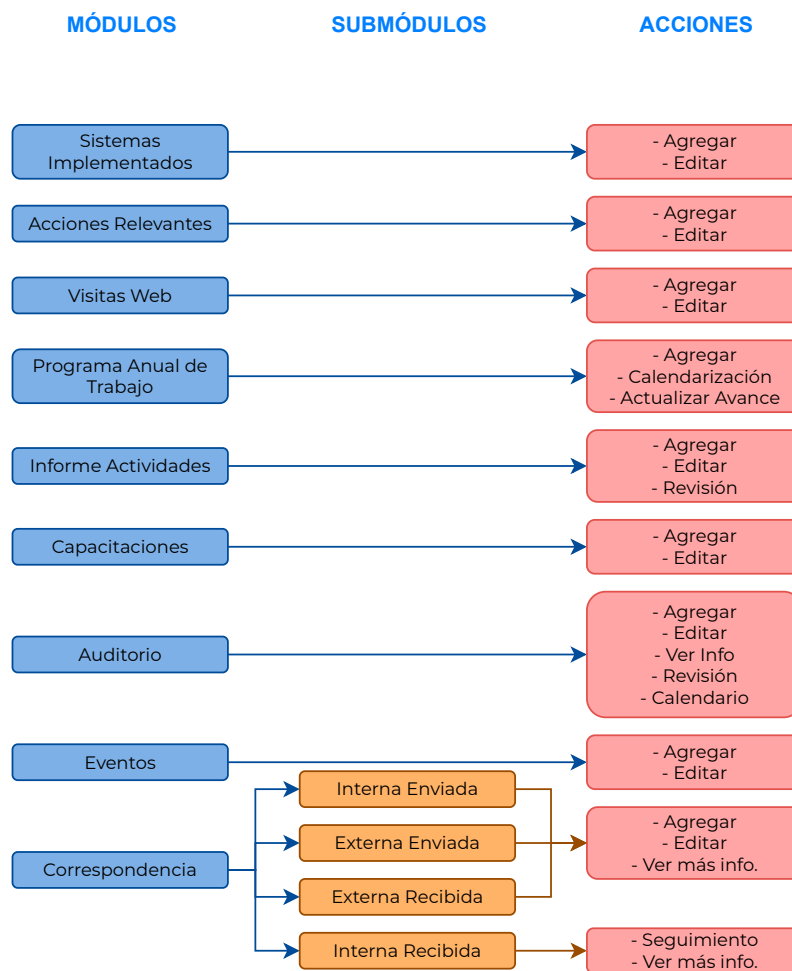 MÓDULOS
SUBMÓDULOS
ACCIONES
Sistemas
Implementados
- Agregar
- Editar
Acciones Relevantes
- Agregar
- Editar
Visitas Web
- Agregar
- Editar
Programa Anual de
Trabajo
- Agregar
- Calendarización
- Actualizar Avance
Informe Actividades
- Agregar
- Editar
- Revisión
Capacitaciones
- Agregar
- Editar
Auditorio
- Agregar
- Editar
- Ver Info
- Revisión
- Calendario
Eventos
- Agregar
- Editar
Correspondencia
Interna Enviada
Externa Enviada
Externa Recibida
- Agregar
- Editar
- Ver más info.
Interna Recibida
- Seguimiento
- Ver más info.